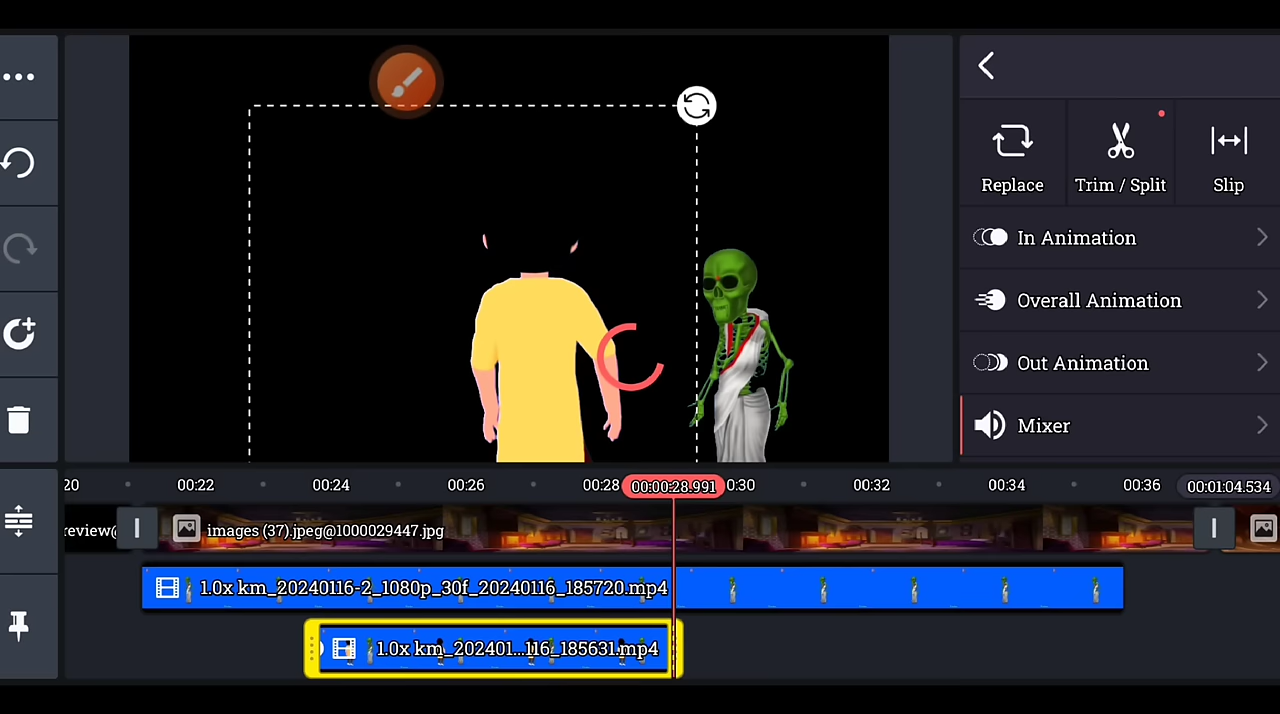 Replace
Trim / Split
Slip
In Animation
Overall Animation
Out Animation
Mixer
20
00:22
00:24
00:26
00:28
00:00:28.991
0:30
00:32
00:34
00:36
00:01:04.534
review@
images (37).jpeg@1000029447.jpg
1.0x km_20240116-2_1080p_30f_20240116_185720.mp4
1.0x km_202401...116_185631.mp4